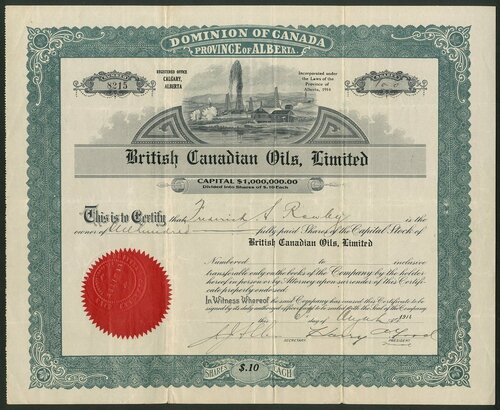 DOMINION OF CANADA
PROVINCE OF ALBERTA.
8215
REGISTERED OFFICE
CALGARY,
ALBERTA
Incorporated under
the Laws of the
Province of
Alberta, 1914
100
British Canadian Oils, Limited
CAPITAL $1,000,000.00
Divided into Shares of $.10 Each
This is to Certify that Frederick S. Rowley is the
owner of One hundred fully paid Shares of the Capital Stock of
British Canadian Oils, Limited
Numbered to inclusive
transferable only on the books of the Company by the holder
hereof in person or by Attorney upon surrender of this Certif-
icate properly endorsed.
In Witness Whereof the said Company has caused this Certificate to be
signed by its duly authorized officers and to be sealed with the Seal of the Company
this day of 1914
SECRETARY
PRESIDENT
SHARES $.10 EACH